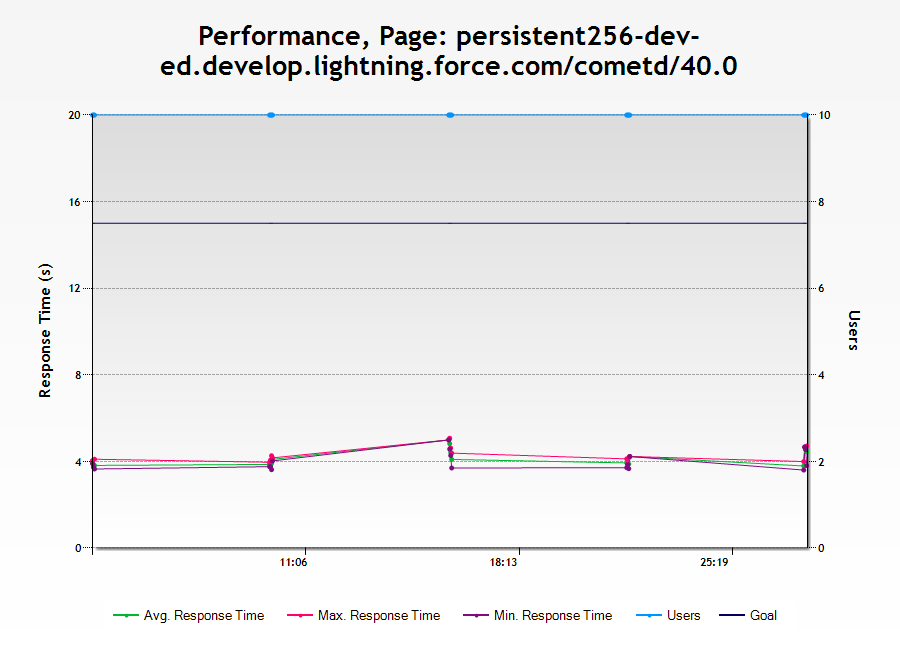 Performance, Page: persistent256-dev-
ed.develop.lightning.force.com/cometd/40.0
20
16
12
8
4
0
Response Time (s)
10
8
6
4
2
0
Users
11:06 18:13 25:19
Avg. Response Time Max. Response Time Min. Response Time Users Goal